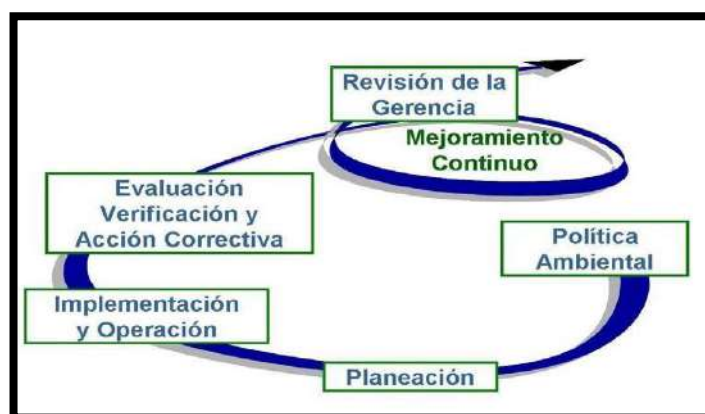 Revisión de la
Gerencia
Mejoramiento
Continuo
Evaluación
Verificación y
Acción Correctiva
Política
Ambiental
Implementación
y Operación
Planeación